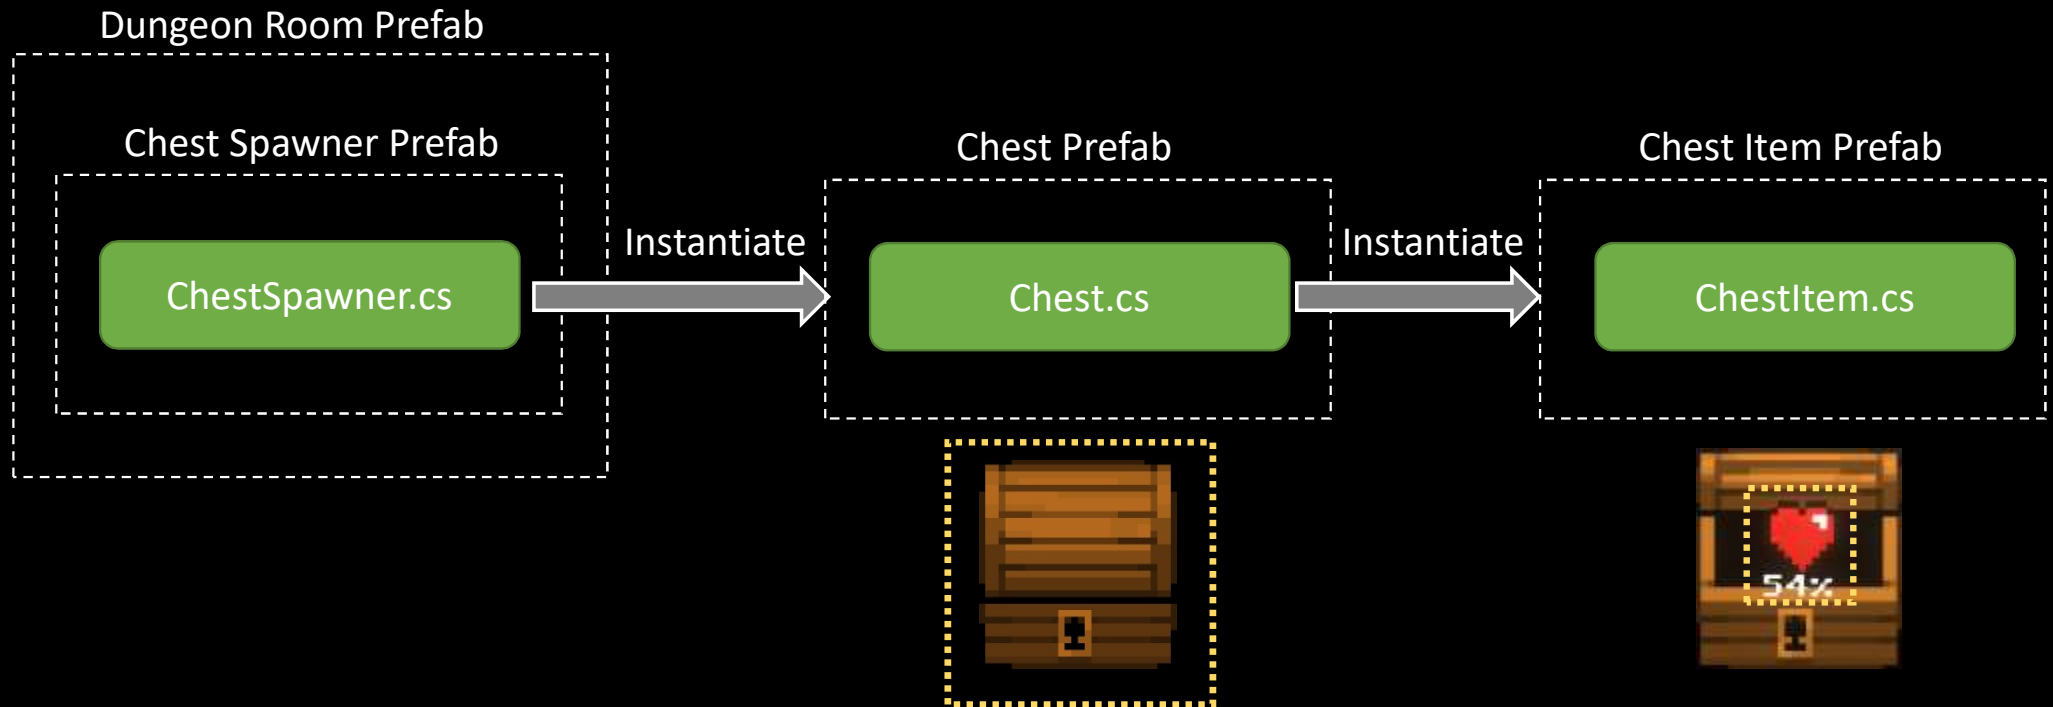 Dungeon Room Prefab
Chest Spawner Prefab
ChestSpawner.cs
Instantiate
Chest Prefab
Chest.cs
Instantiate
Chest Item Prefab
ChestItem.cs
54%